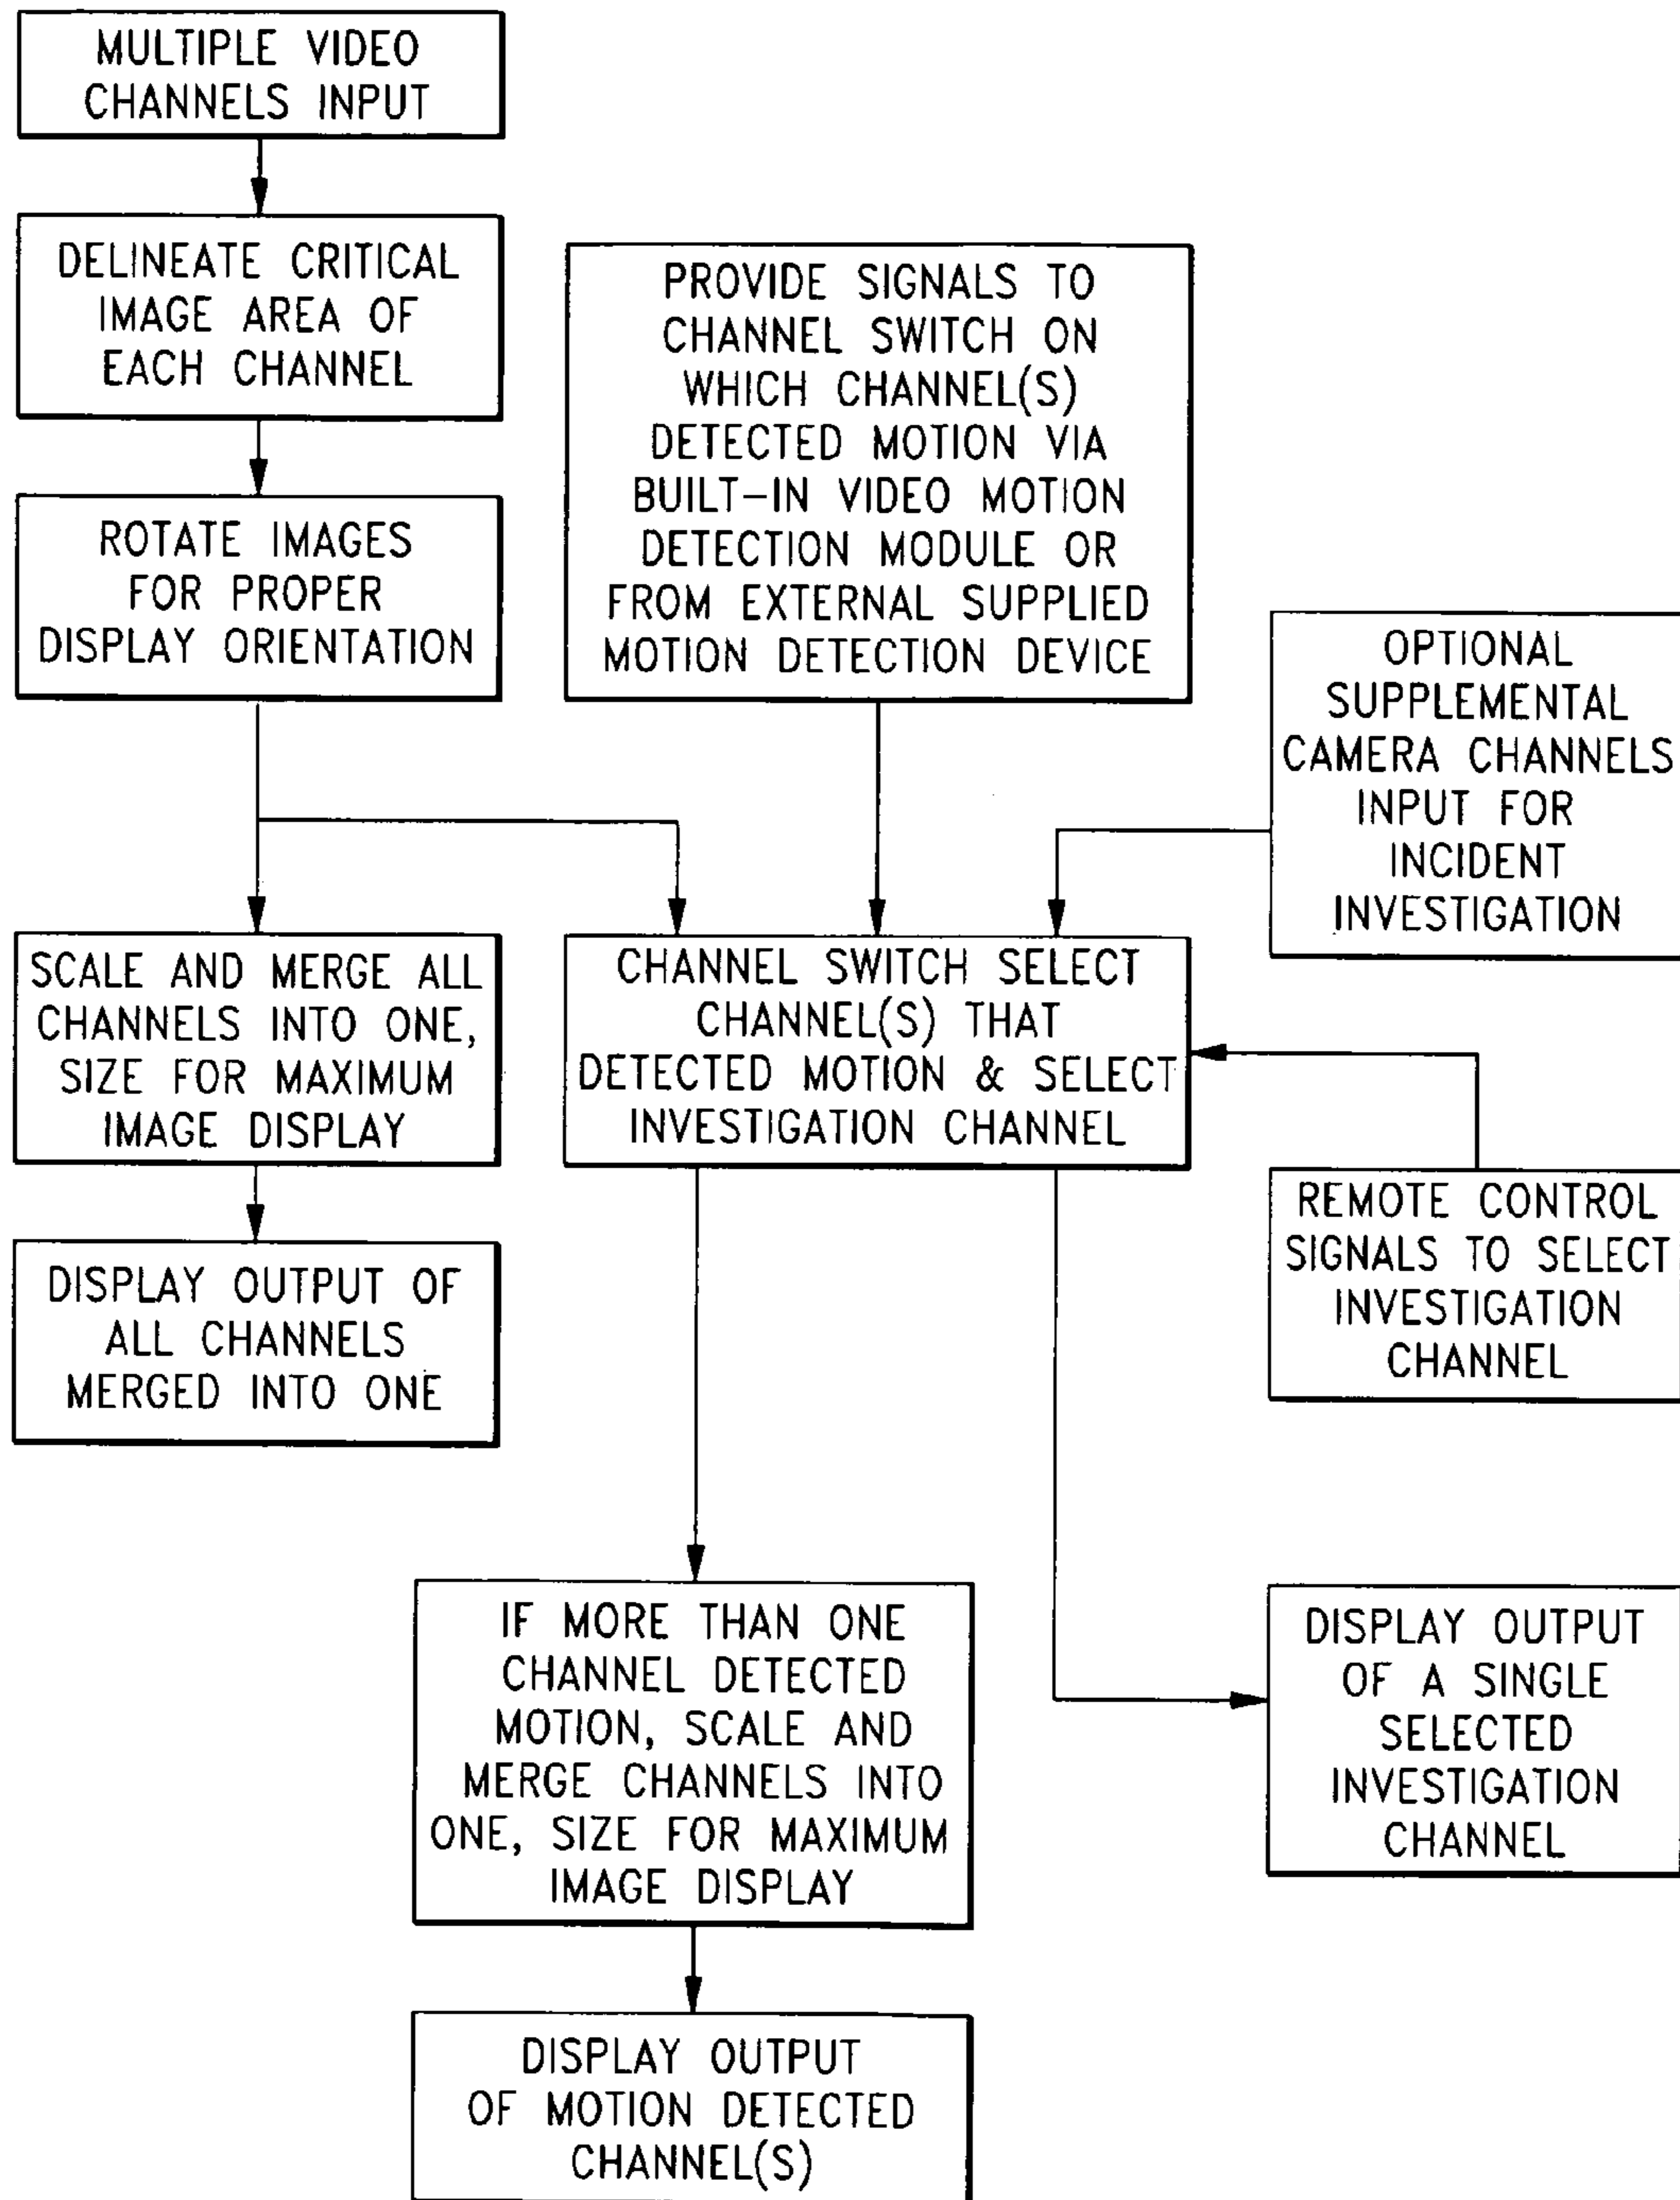 MULTIPLE VIDEO
CHANNELS INPUT
DELINEATE CRITICAL
IMAGE AREA OF
EACH CHANNEL
ROTATE IMAGES
FOR PROPER
DISPLAY ORIENTATION
PROVIDE SIGNALS TO
CHANNEL SWITCH ON
WHICH CHANNEL(S)
DETECTED MOTION VIA
BUILT-IN VIDEO MOTION
DETECTION MODULE OR
FROM EXTERNAL SUPPLIED
MOTION DETECTION DEVICE
OPTIONAL
SUPPLEMENTAL
CAMERA CHANNELS
INPUT FOR
INCIDENT
INVESTIGATION
SCALE AND MERGE ALL
CHANNELS INTO ONE,
SIZE FOR MAXIMUM
IMAGE DISPLAY
CHANNEL SWITCH SELECT
CHANNEL(S) THAT
DETECTED MOTION & SELECT
INVESTIGATION CHANNEL
REMOTE CONTROL
SIGNALS TO SELECT
INVESTIGATION
CHANNEL
DISPLAY OUTPUT OF
ALL CHANNELS
MERGED INTO ONE
IF MORE THAN ONE
CHANNEL DETECTED
MOTION, SCALE AND
MERGE CHANNELS INTO
ONE, SIZE FOR MAXIMUM
IMAGE DISPLAY
DISPLAY OUTPUT
OF A SINGLE
SELECTED
INVESTIGATION
CHANNEL
DISPLAY OUTPUT
OF MOTION DETECTED
CHANNEL(S)